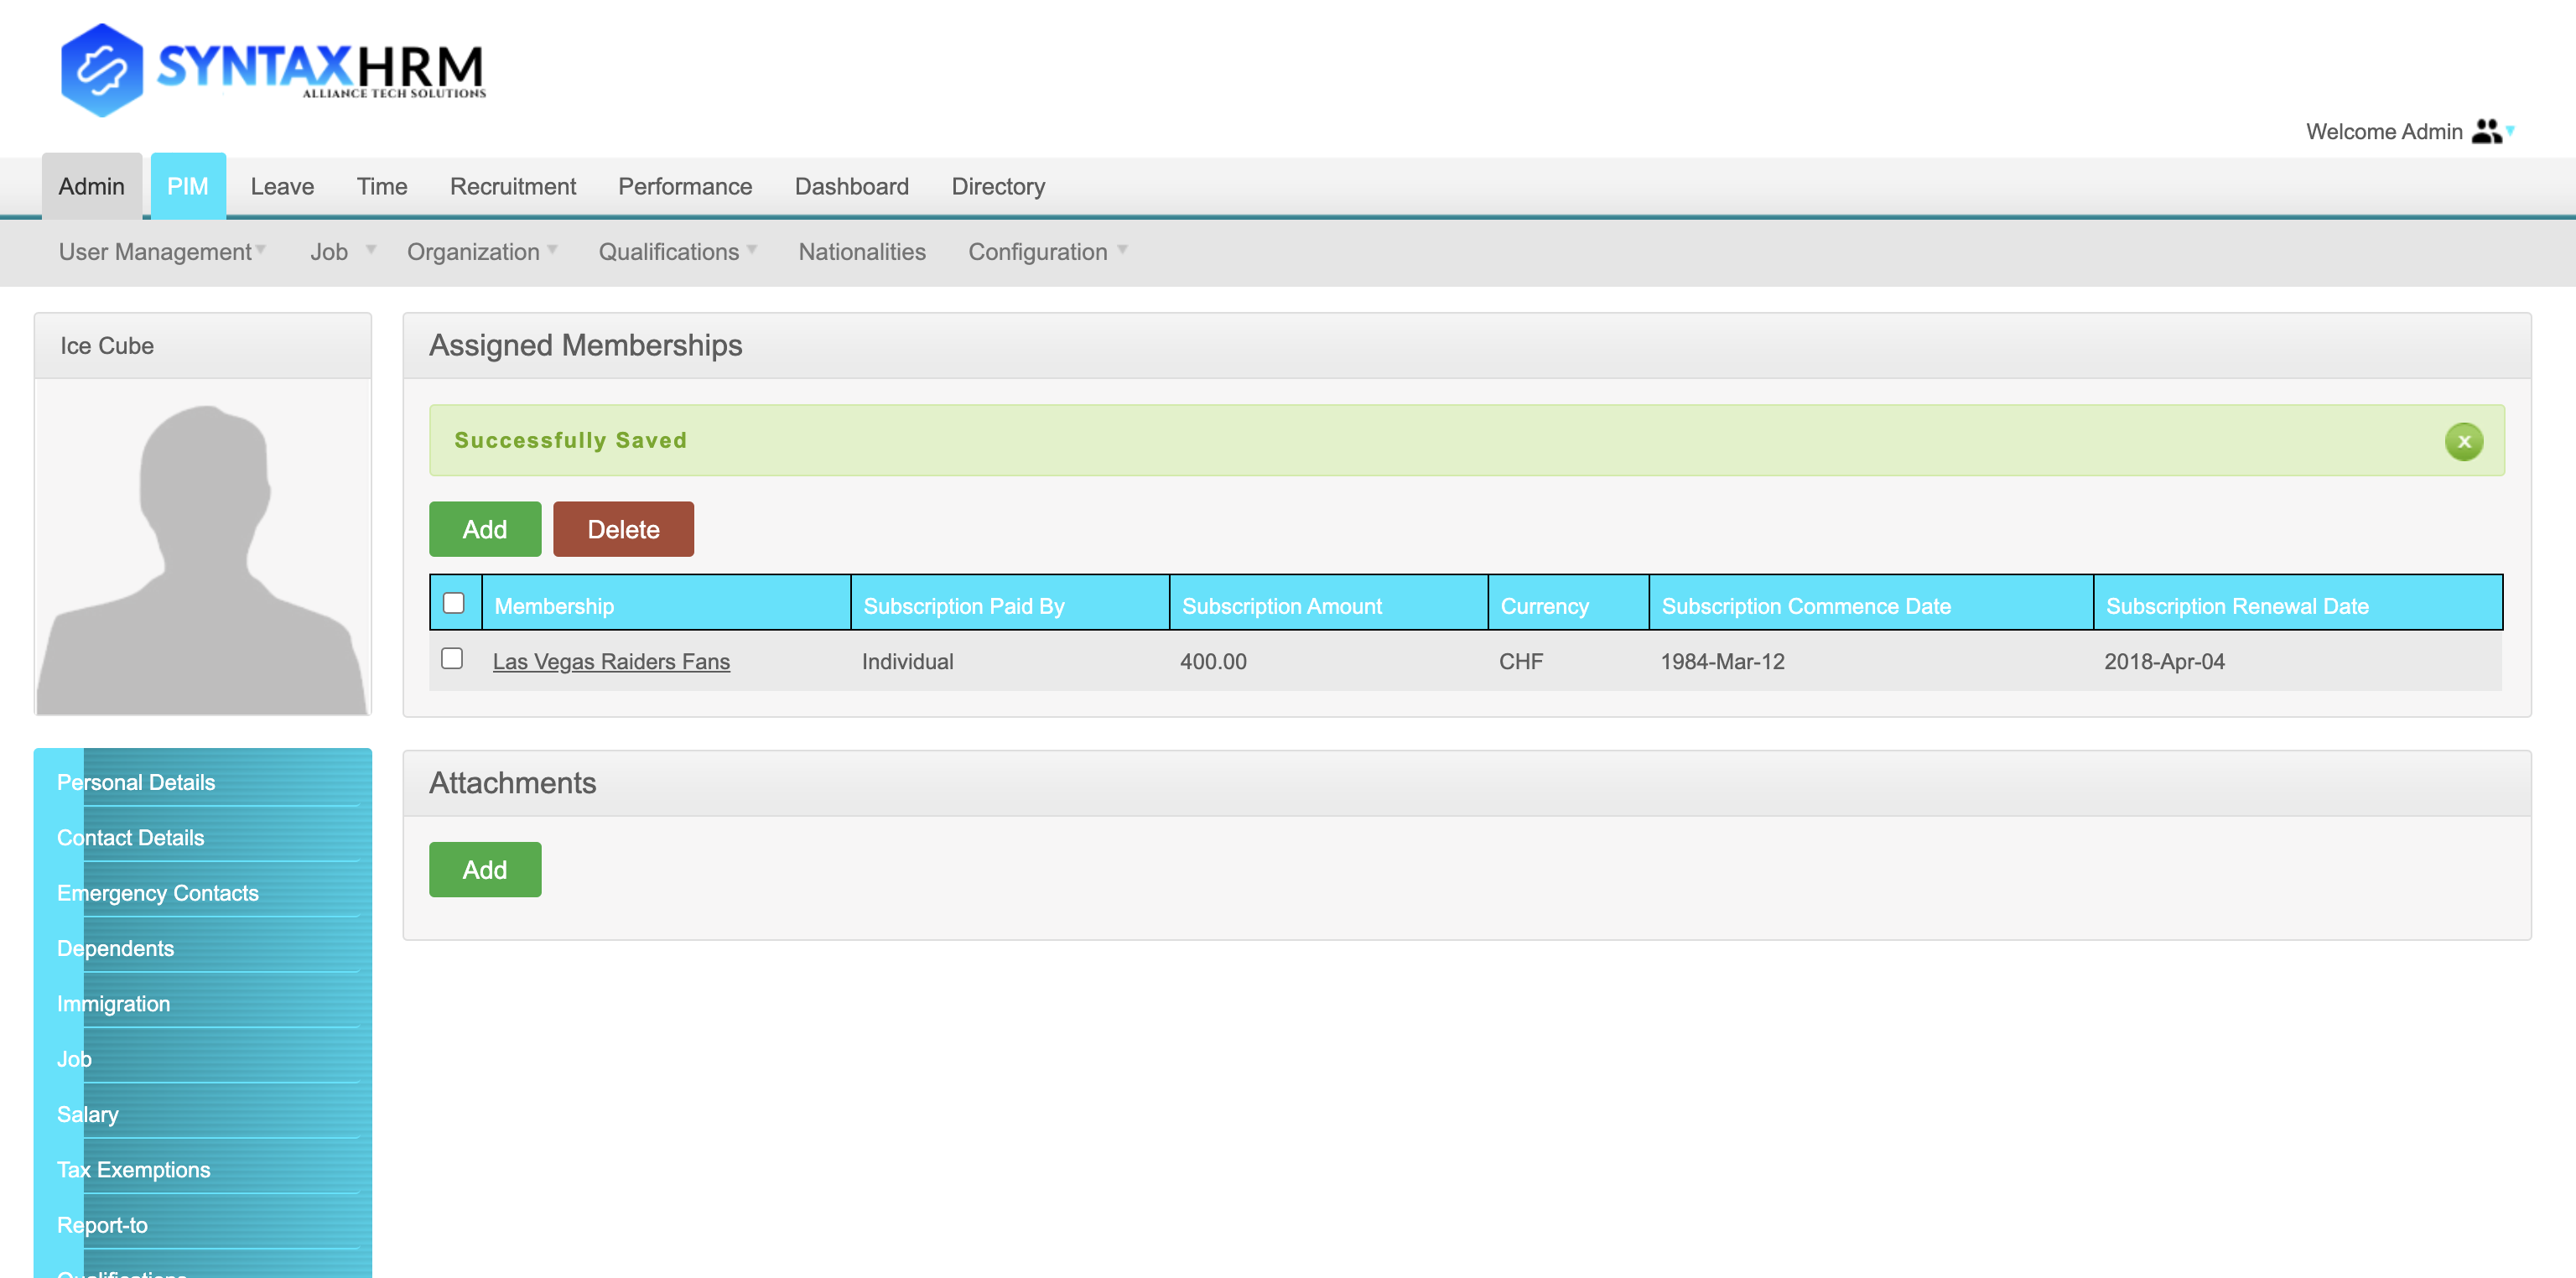 SYNTAXHRM
ALLIANCE TECH SOLUTIONS
Welcome Admin
Admin PIM Leave Time Recruitment Performance Dashboard Directory
User Management Job Organization Qualifications Nationalities Configuration
Ice Cube
Assigned Memberships
Successfully Saved
x
Add Delete
Membership Subscription Paid By Subscription Amount Currency Subscription Commence Date Subscription Renewal Date
Las Vegas Raiders Fans Individual 400.00 CHF 1984-Mar-12 2018-Apr-04
Personal Details
Contact Details
Emergency Contacts
Dependents
Immigration
Job
Salary
Tax Exemptions
Report-to
Qualifications
Attachments
Add